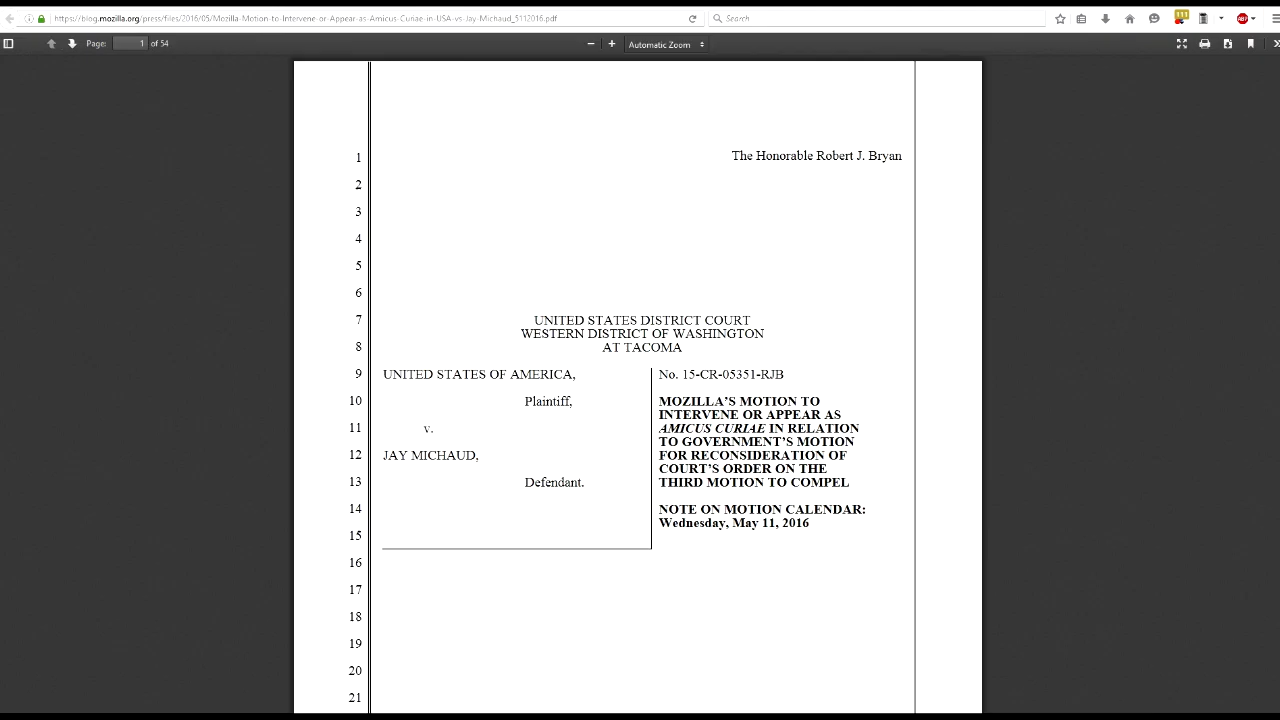 https://blog.mozilla.org/press/files/2016/05/Mozilla-Motion-to-Intervene-or-Appear-as-Amicus-Curiae-in-USA-vs-Jay-Michaud_5112016.pdf
Search
111
ABP
Page: 1 of 54
Automatic Zoom
1 The Honorable Robert J. Bryan
2
3
4
5
6
7 UNITED STATES DISTRICT COURT
WESTERN DISTRICT OF WASHINGTON
8 AT TACOMA
9 UNITED STATES OF AMERICA, No. 15-CR-05351-RJB
10 Plaintiff, MOZILLA'S MOTION TO
INTERVENE OR APPEAR AS
11 v. AMICUS CURIAE IN RELATION
TO GOVERNMENT'S MOTION
12 JAY MICHAUD, FOR RECONSIDERATION OF
COURT'S ORDER ON THE
13 Defendant. THIRD MOTION TO COMPEL
14 NOTE ON MOTION CALENDAR:
Wednesday, May 11, 2016
15
16
17
18
19
20
21